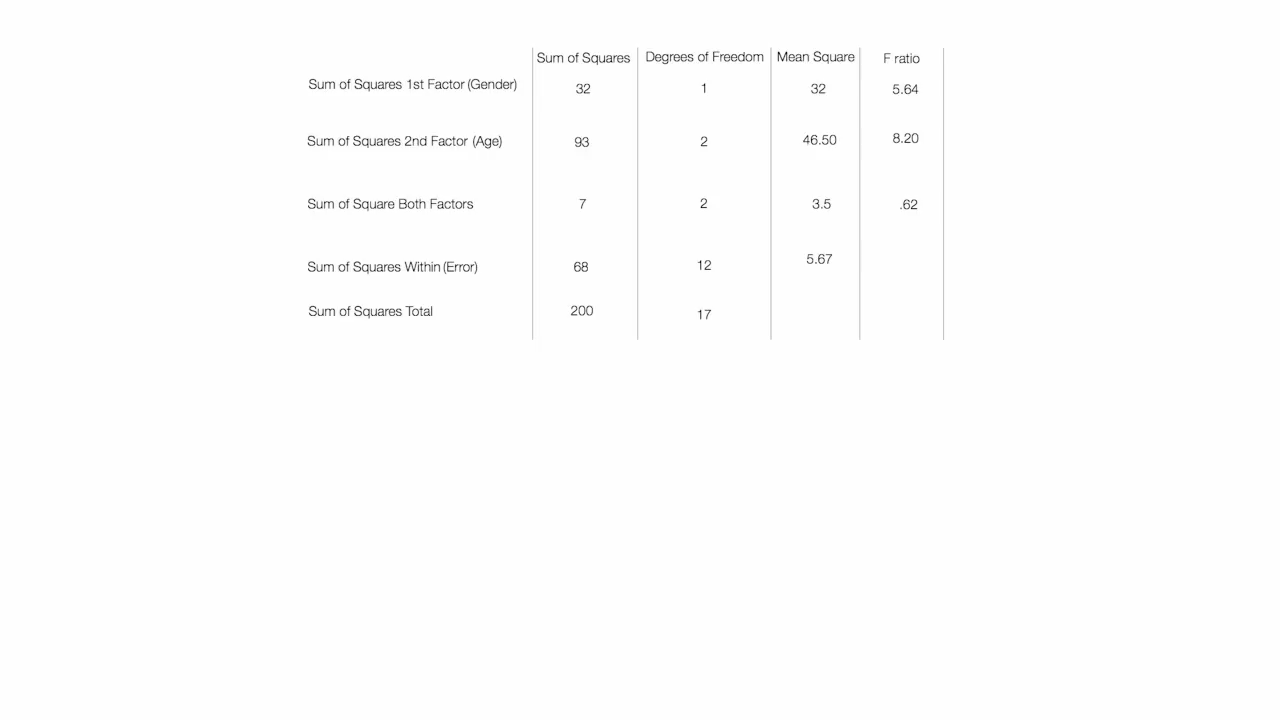 Sum of Squares Degrees of Freedom Mean Square F ratio
Sum of Squares 1st Factor (Gender) 32 1 32 5.64
Sum of Squares 2nd Factor (Age) 93 2 46.50 8.20
Sum of Square Both Factors 7 2 3.5 .62
Sum of Squares Within (Error) 68 12 5.67
Sum of Squares Total 200 17